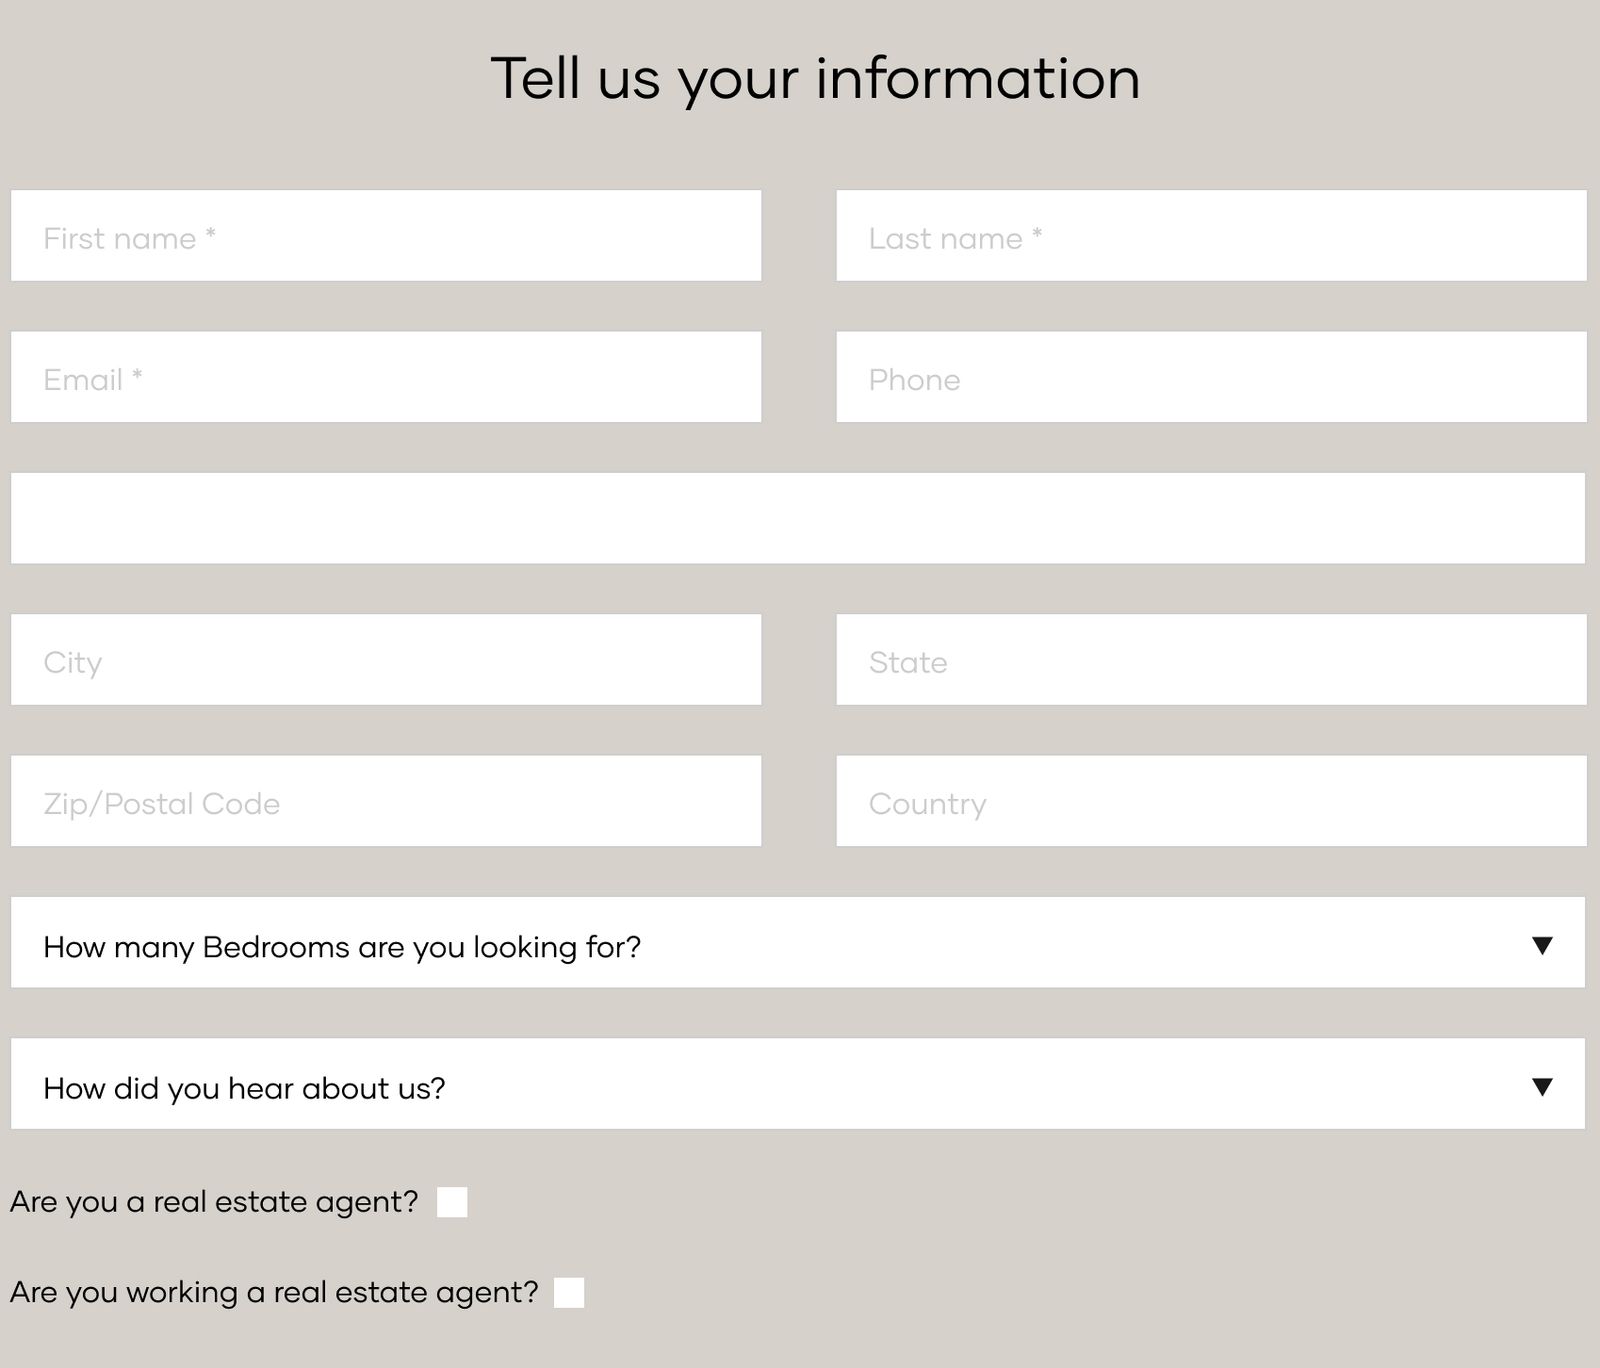 Tell us your information
First name *
Last name *
Email *
Phone
City
State
Zip/Postal Code
Country
How many Bedrooms are you looking for?
How did you hear about us?
Are you a real estate agent?
Are you working a real estate agent?